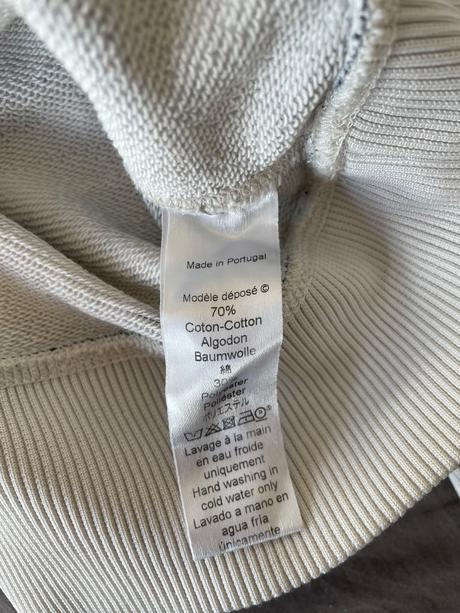 Made in Portugal
Modèle déposé ©
70%
Coton-Cotton
Algodon
Baumwolle
綿
30%
Polyester
Poliéster
ポリエステル
Lavage à la main
en eau froide
uniquement
Hand washing in
cold water only
Lavado a mano en
agua fría
únicamente